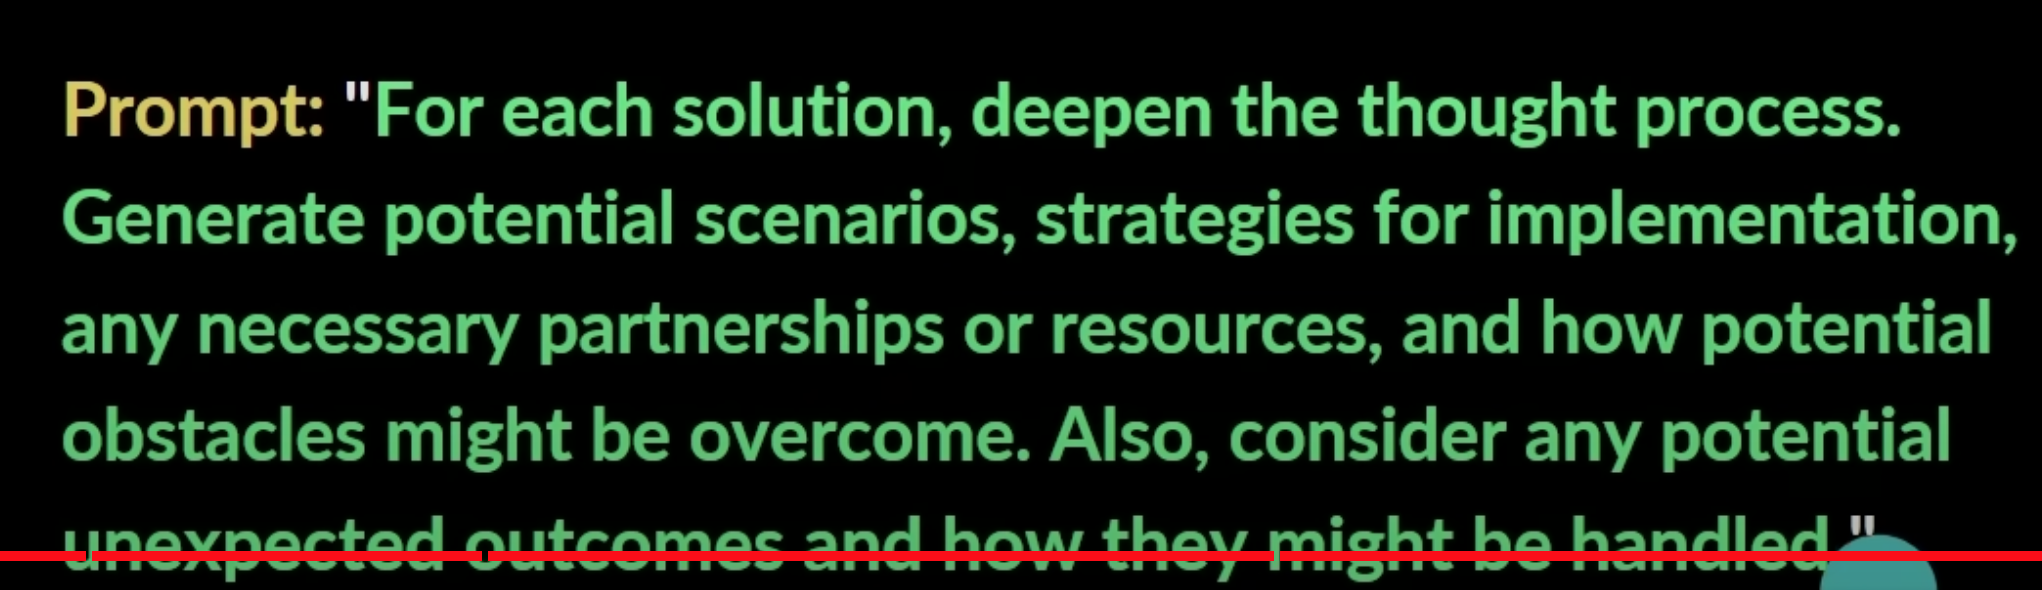 Prompt: "For each solution, deepen the thought process.
Generate potential scenarios, strategies for implementation,
any necessary partnerships or resources, and how potential
obstacles might be overcome. Also, consider any potential
unexpected outcomes and how they might be handled."